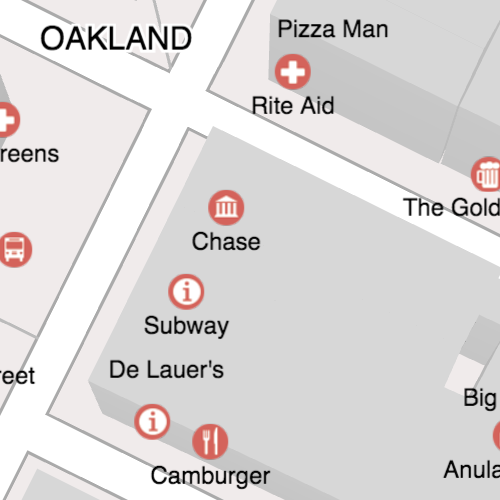 OAKLAND
Pizza Man
Rite Aid
reens
The Gold
Chase
Subway
De Lauer's
reet
Big
Anula
Camburger